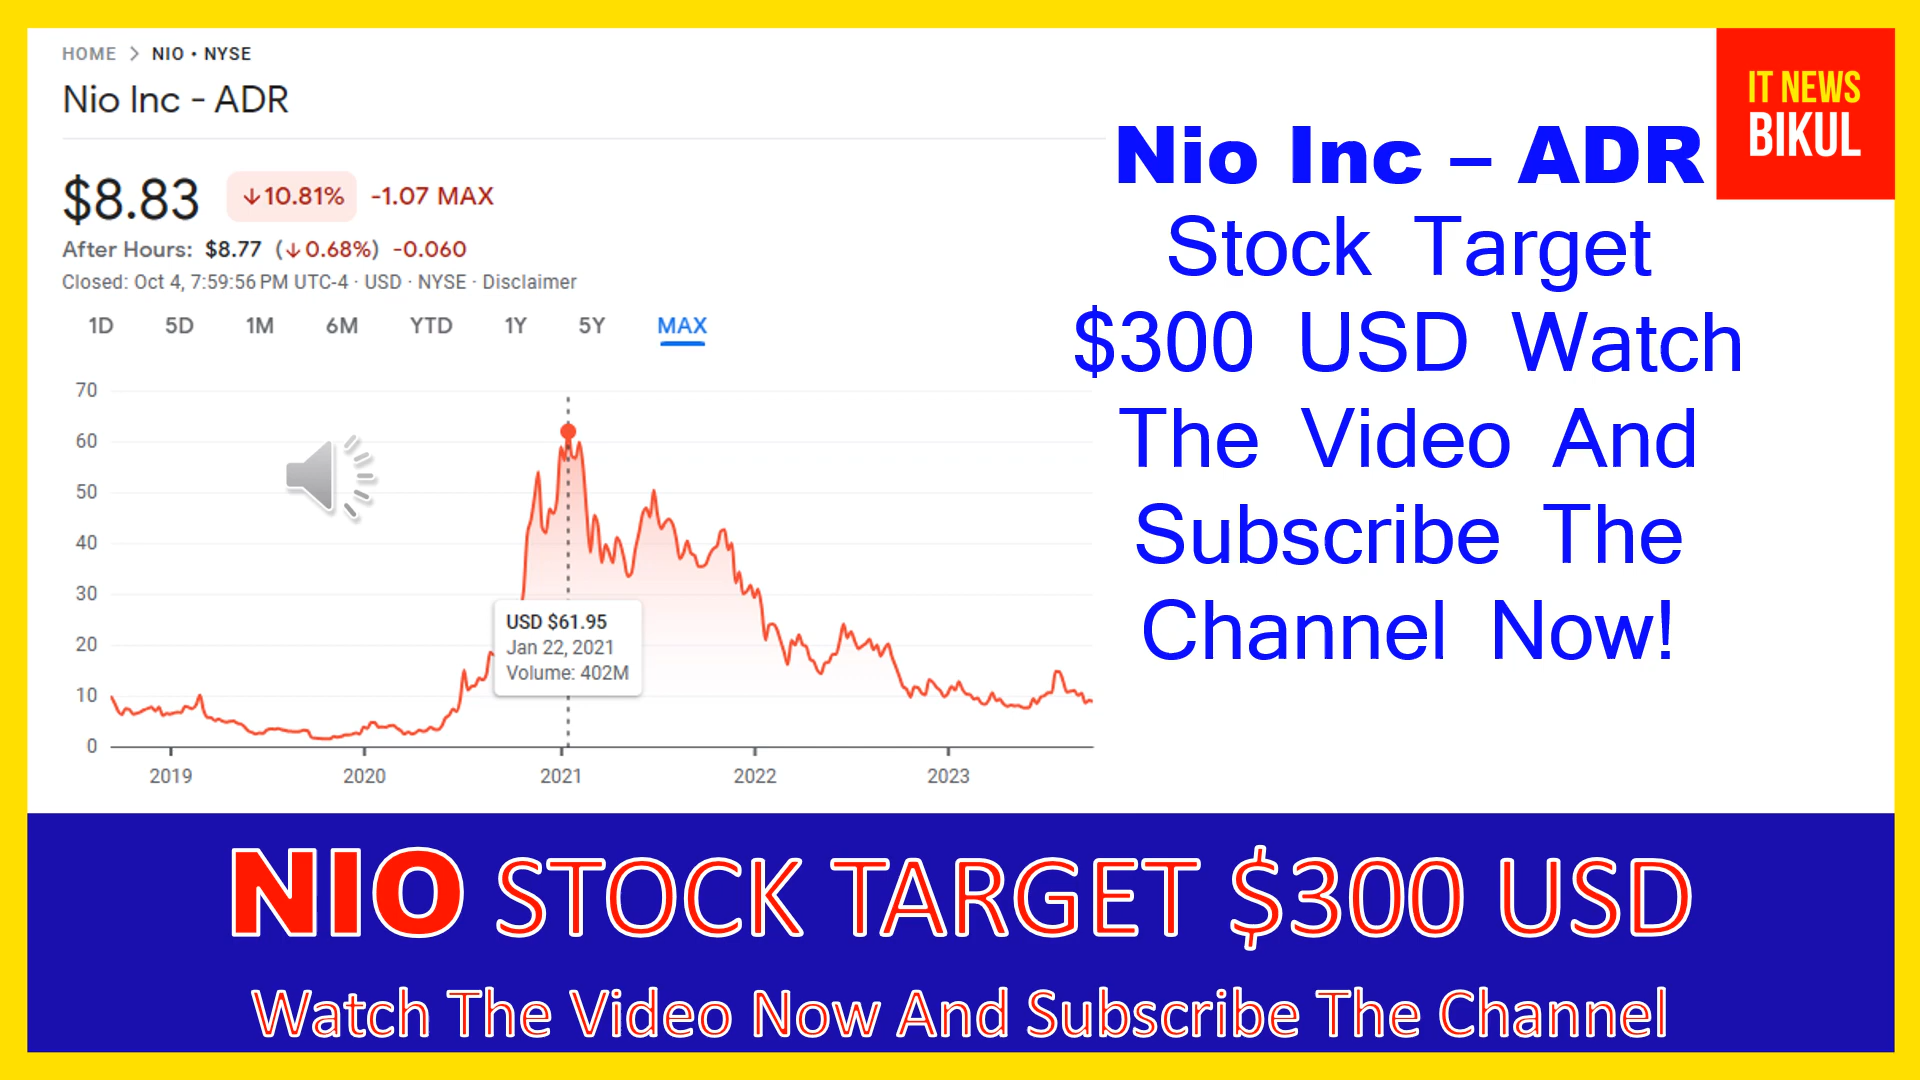 HOME > NIO • NYSE
Nio Inc - ADR
$8.83 ↓10.81% -1.07 MAX
After Hours: $8.77 (↓0.68%) -0.060
Closed: Oct 4, 7:59:56 PM UTC-4 · USD · NYSE · Disclaimer
1D 5D 1M 6M YTD 1Y 5Y MAX
70
60
50
40
30
20
10
0
USD $61.95
Jan 22, 2021
Volume: 402M
2019 2020 2021 2022 2023
IT NEWS
BIKUL
Nio Inc – ADR
Stock Target
$300 USD Watch
The Video And
Subscribe The
Channel Now!
NIO STOCK TARGET $300 USD
Watch The Video Now And Subscribe The Channel